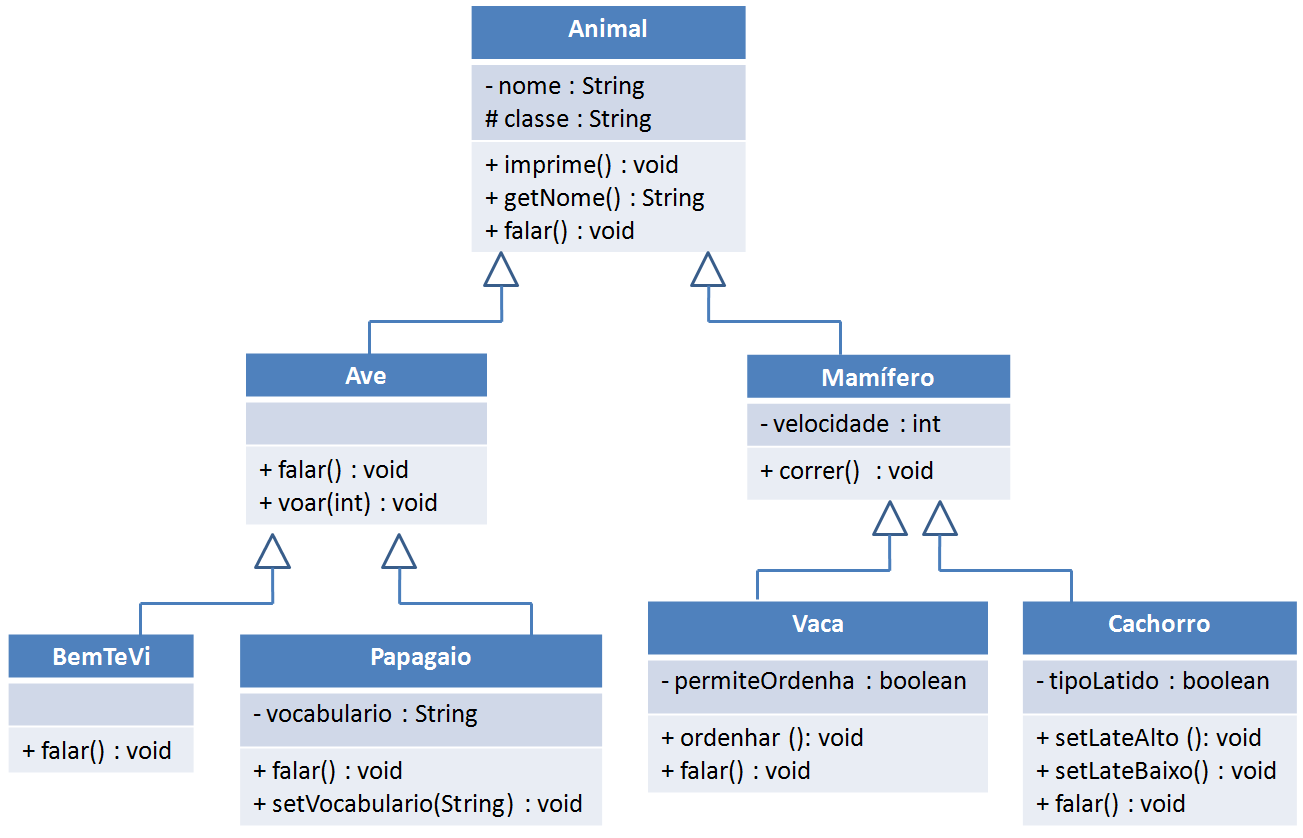 Animal
- nome : String
# classe : String
+ imprime() : void
+ getNome() : String
+ falar() : void
Ave
+ falar() : void
+ voar(int) : void
Mamífero
- velocidade : int
+ correr() : void
BemTeVi
+ falar() : void
Papagaio
- vocabulario : String
+ falar() : void
+ setVocabulario(String) : void
Vaca
- permiteOrdenha : boolean
+ ordenhar (): void
+ falar() : void
Cachorro
- tipoLatido : boolean
+ setLateAlto (): void
+ setLateBaixo() : void
+ falar() : void